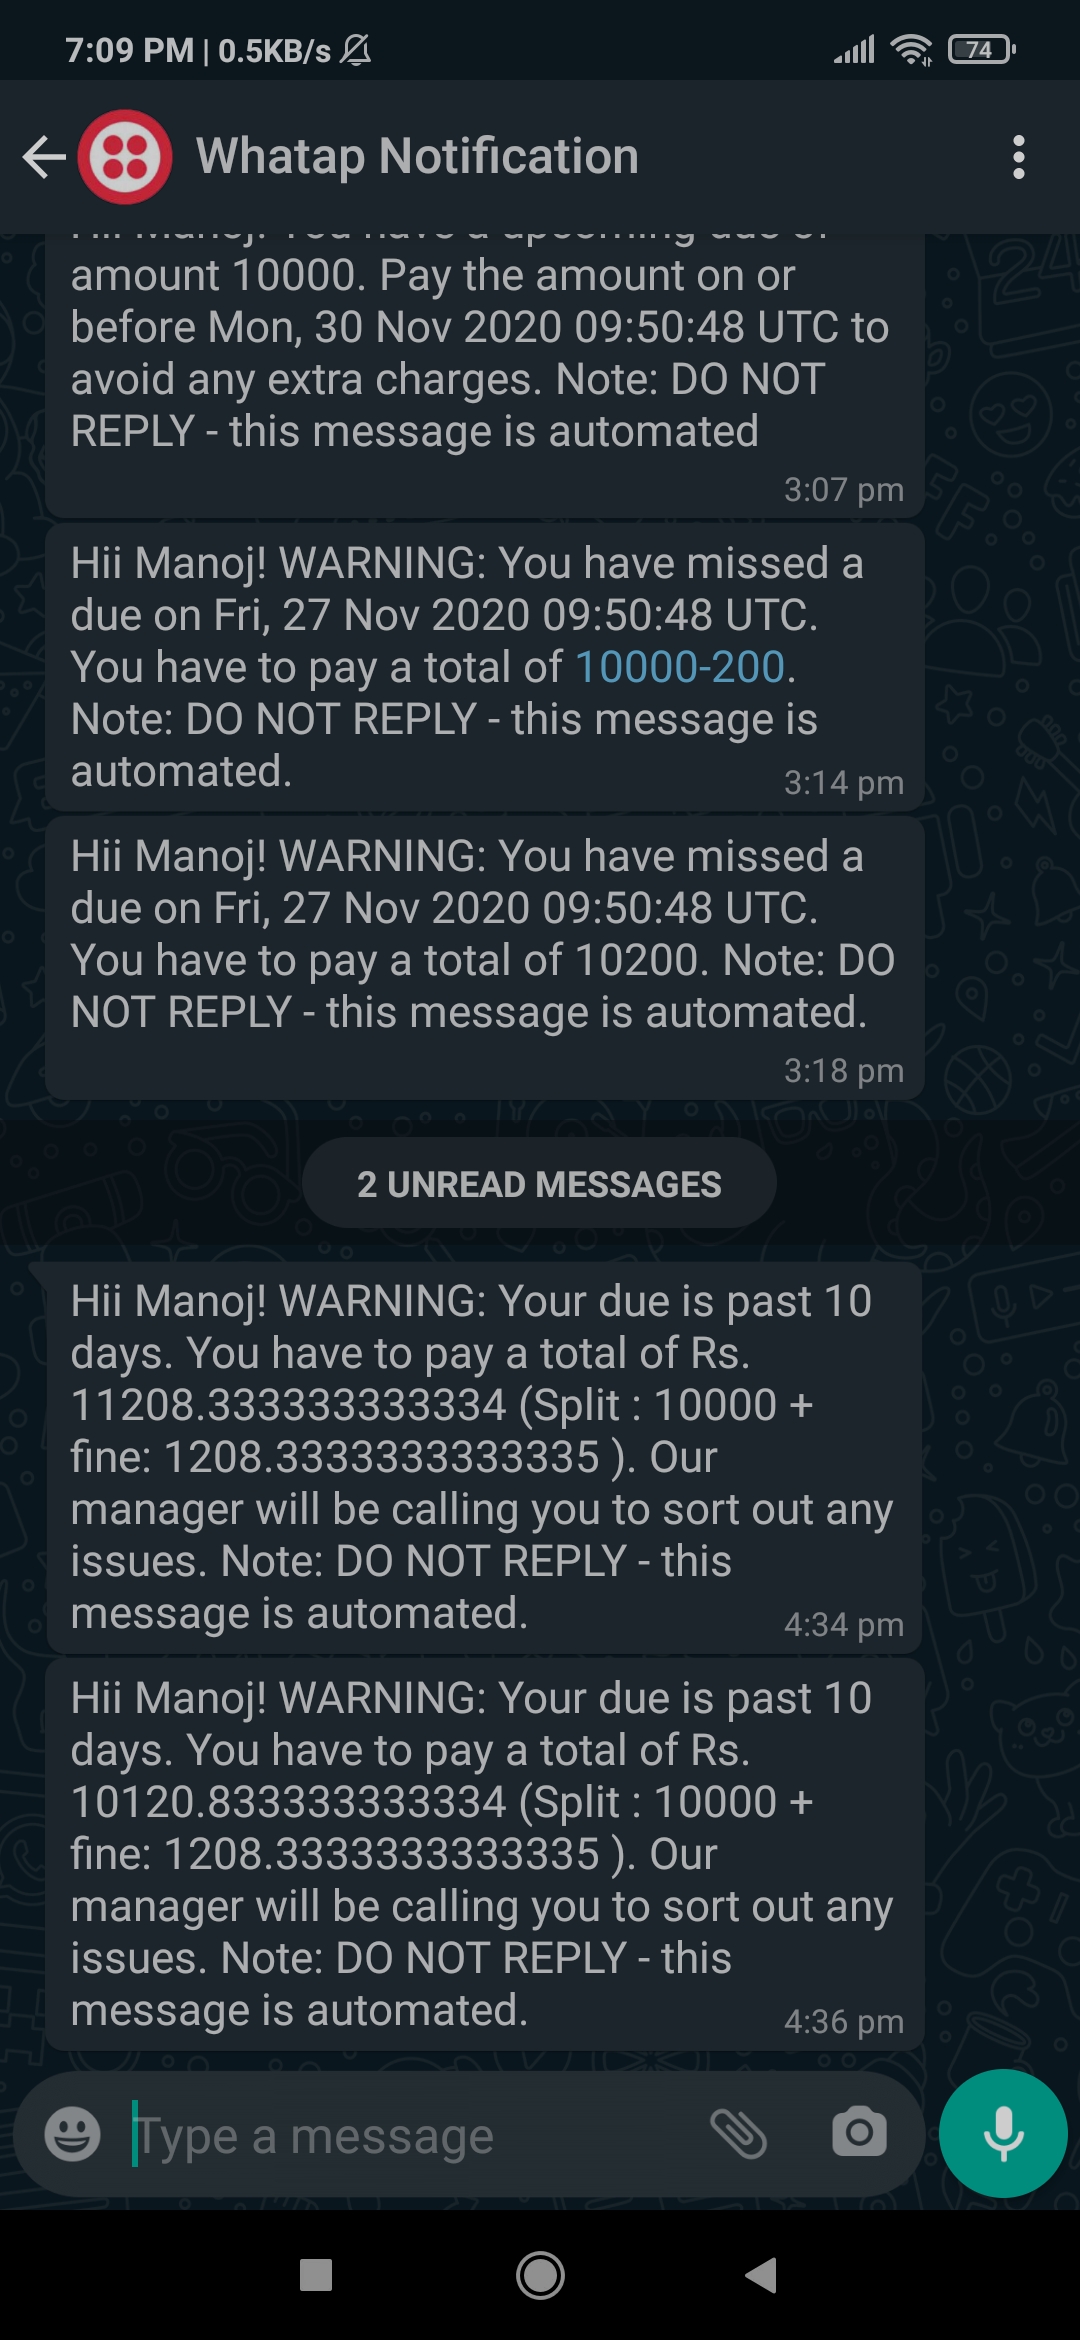 7:09 PM | 0.5KB/s
74
Whatap Notification
Hii Manoj! You have a upcoming due of
amount 10000. Pay the amount on or
before Mon, 30 Nov 2020 09:50:48 UTC to
avoid any extra charges. Note: DO NOT
REPLY - this message is automated
3:07 pm
Hii Manoj! WARNING: You have missed a
due on Fri, 27 Nov 2020 09:50:48 UTC.
You have to pay a total of 10000-200.
Note: DO NOT REPLY - this message is
automated.
3:14 pm
Hii Manoj! WARNING: You have missed a
due on Fri, 27 Nov 2020 09:50:48 UTC.
You have to pay a total of 10200. Note: DO
NOT REPLY - this message is automated.
3:18 pm
2 UNREAD MESSAGES
Hii Manoj! WARNING: Your due is past 10
days. You have to pay a total of Rs.
11208.333333333334 (Split : 10000 +
fine: 1208.3333333333335 ). Our
manager will be calling you to sort out any
issues. Note: DO NOT REPLY - this
message is automated.
4:34 pm
Hii Manoj! WARNING: Your due is past 10
days. You have to pay a total of Rs.
10120.833333333334 (Split : 10000 +
fine: 1208.3333333333335 ). Our
manager will be calling you to sort out any
issues. Note: DO NOT REPLY - this
message is automated.
4:36 pm
Type a message